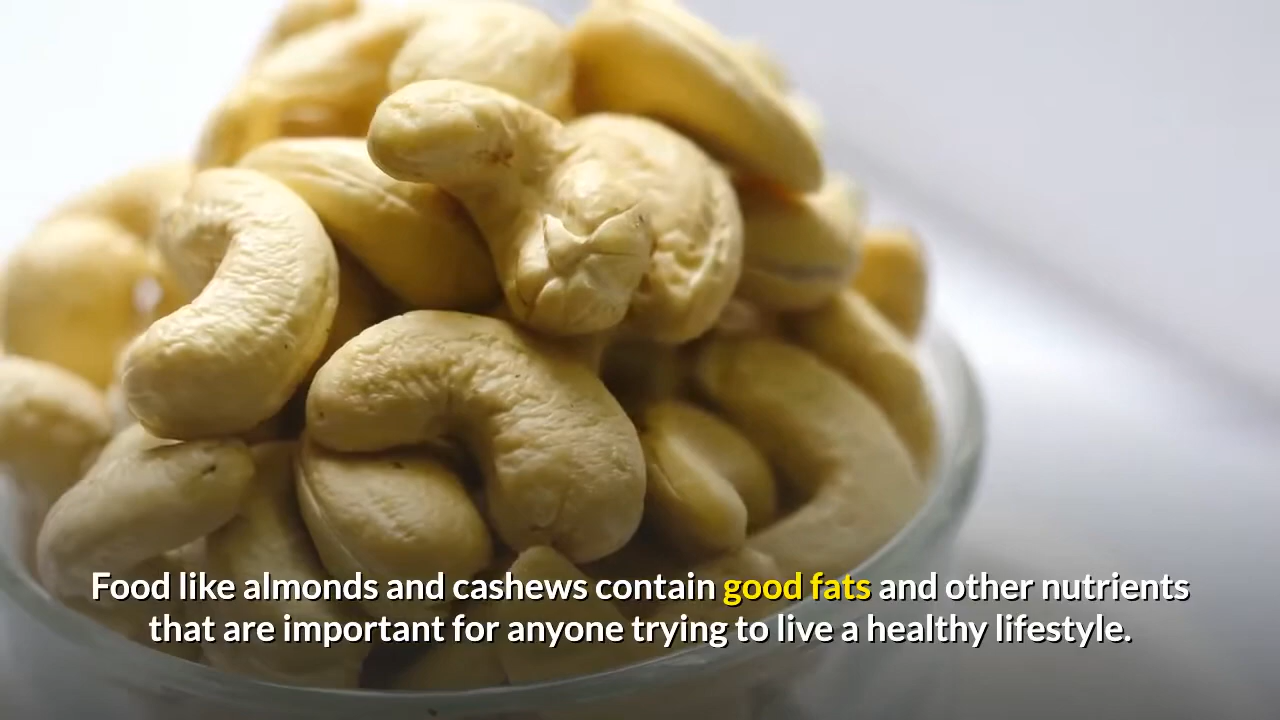 Food like almonds and cashews contain good fats and other nutrients
that are important for anyone trying to live a healthy lifestyle.